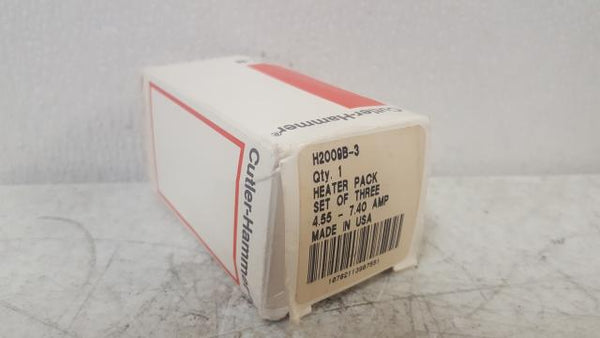 Cutler-Hammer
Cutler-Hammer®
H2009B-3
Qty. 1
HEATER PACK
SET OF THREE
4.55 - 7.40 AMP
MADE IN USA